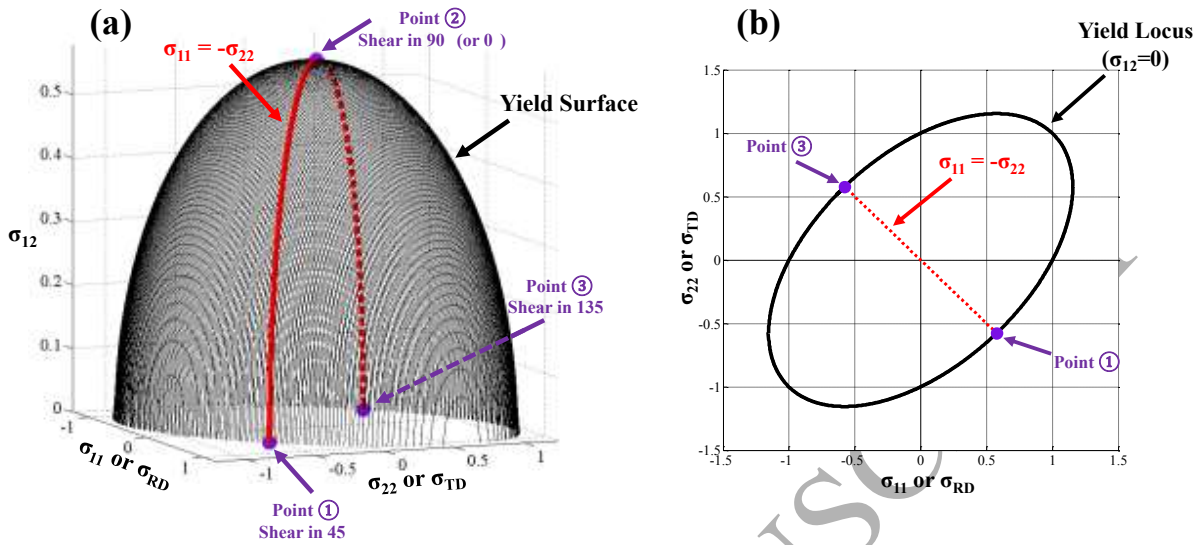 (a)
Point ②
Shear in 90 (or 0 )
σ11 = -σ22
Yield Surface
0.5
0.4
0.3
σ12
0.2
0.1
0
Point ③
Shear in 135
-1
0
1
σ11 or σRD
-1
-0.5
0
0.5
1
σ22 or σTD
Point ①
Shear in 45
(b)
Yield Locus
(σ12=0)
1.5
1
0.5
0
-0.5
-1
-1.5
σ22 or σTD
Point ③
σ11 = -σ22
Point ①
-1.5
-1
-0.5
0
0.5
1
1.5
σ11 or σRD